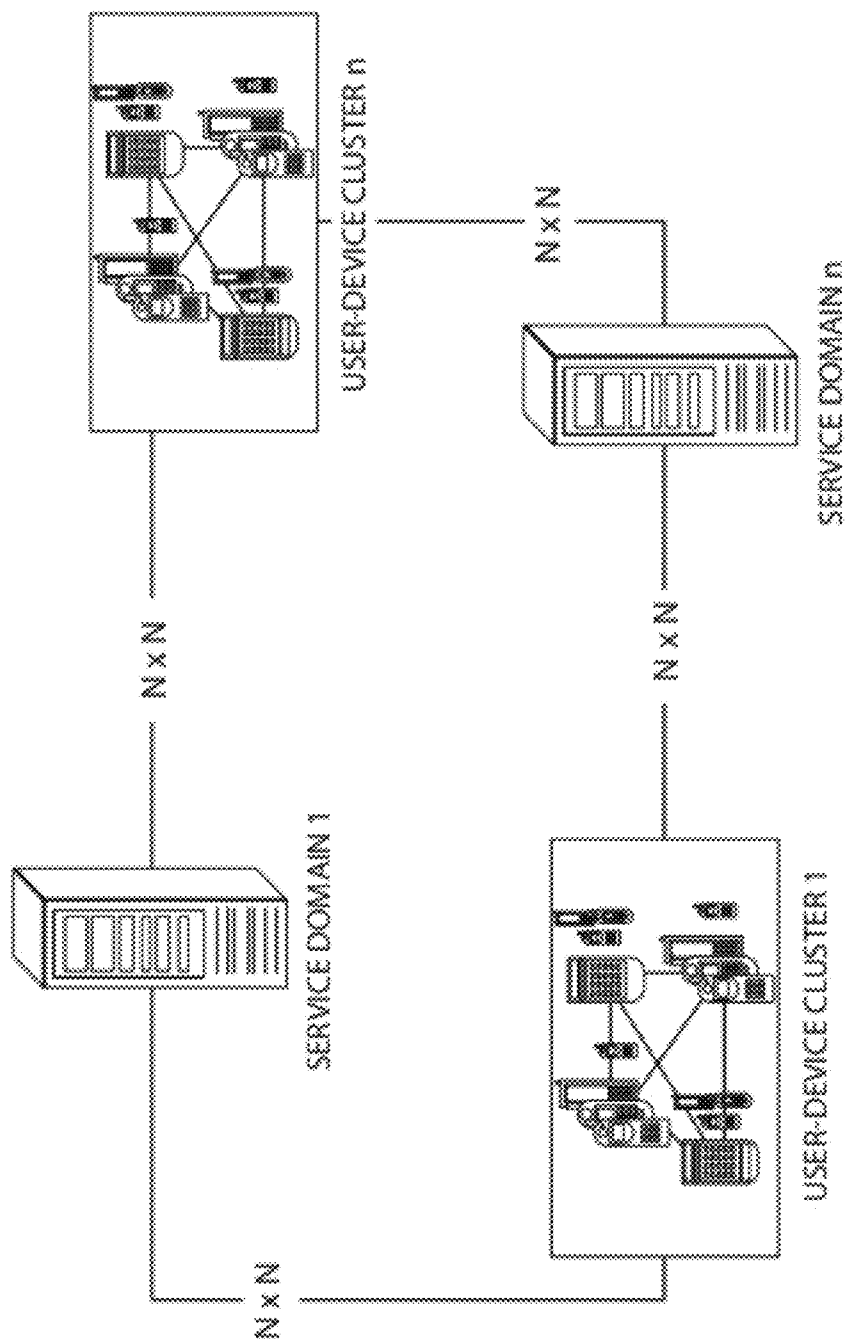 N x N
SERVICE DOMAIN 1
N x N
USER-DEVICE CLUSTER n
USER-DEVICE CLUSTER 1
N x N
SERVICE DOMAIN n
N x N